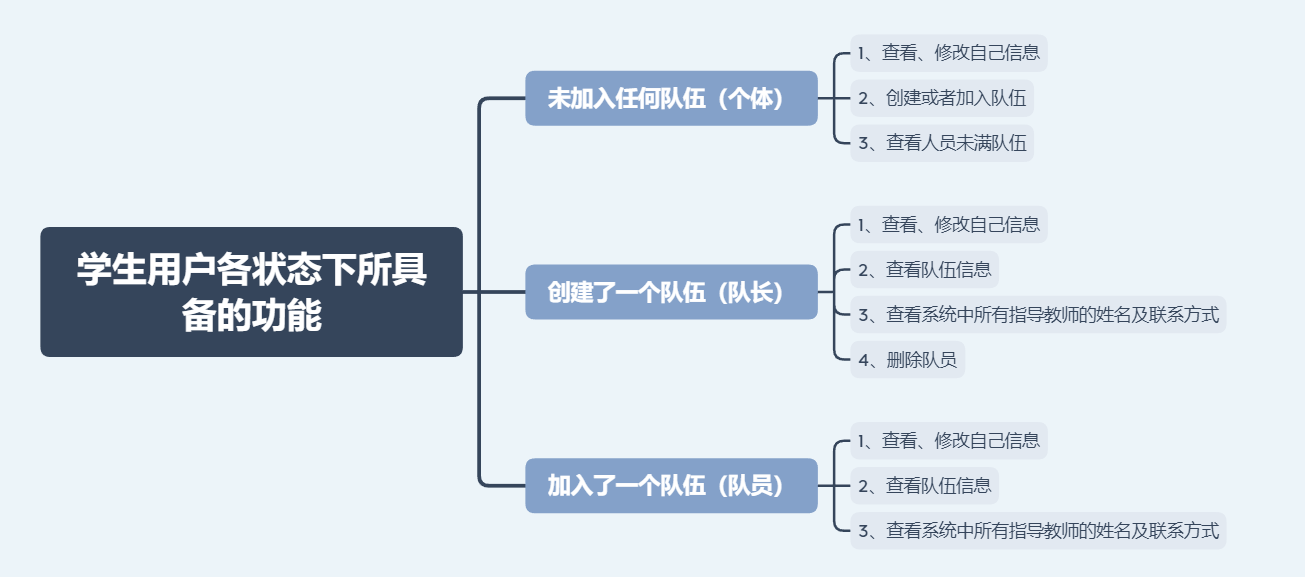 学生用户各状态下所具
备的功能
未加入任何队伍（个体）
1、查看、修改自己信息
2、创建或者加入队伍
3、查看人员未满队伍
创建了一个队伍（队长）
1、查看、修改自己信息
2、查看队伍信息
3、查看系统中所有指导教师的姓名及联系方式
4、删除队员
加入了一个队伍（队员）
1、查看、修改自己信息
2、查看队伍信息
3、查看系统中所有指导教师的姓名及联系方式